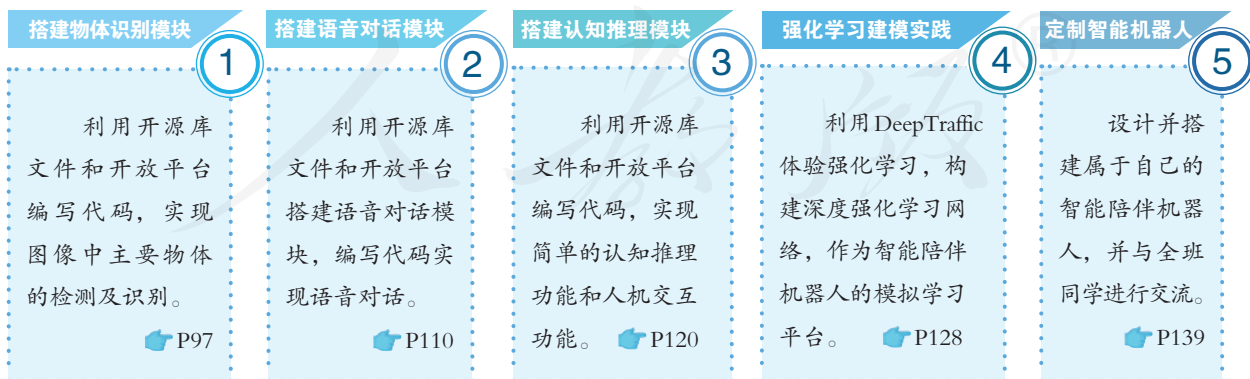 搭建物体识别模块
1
利用开源库
文件和开放平台
编写代码，实现
图像中主要物体
的检测及识别。
P97
搭建语音对话模块
2
利用开源库
文件和开放平台
搭建语音对话模
块，编写代码实
现语音对话。
P110
搭建认知推理模块
3
利用开源库
文件和开放平台
编写代码，实现
简单的认知推理
功能和人机交互
功能。 P120
强化学习建模实践
4
利用DeepTraffic
体验强化学习，构
建深度强化学习网
络，作为智能陪伴
机器人的模拟学习
平台。 P128
定制智能机器人
5
设计并搭
建属于自己的
智能陪伴机器
人，并与全班
同学进行交流。
P139
人教版®